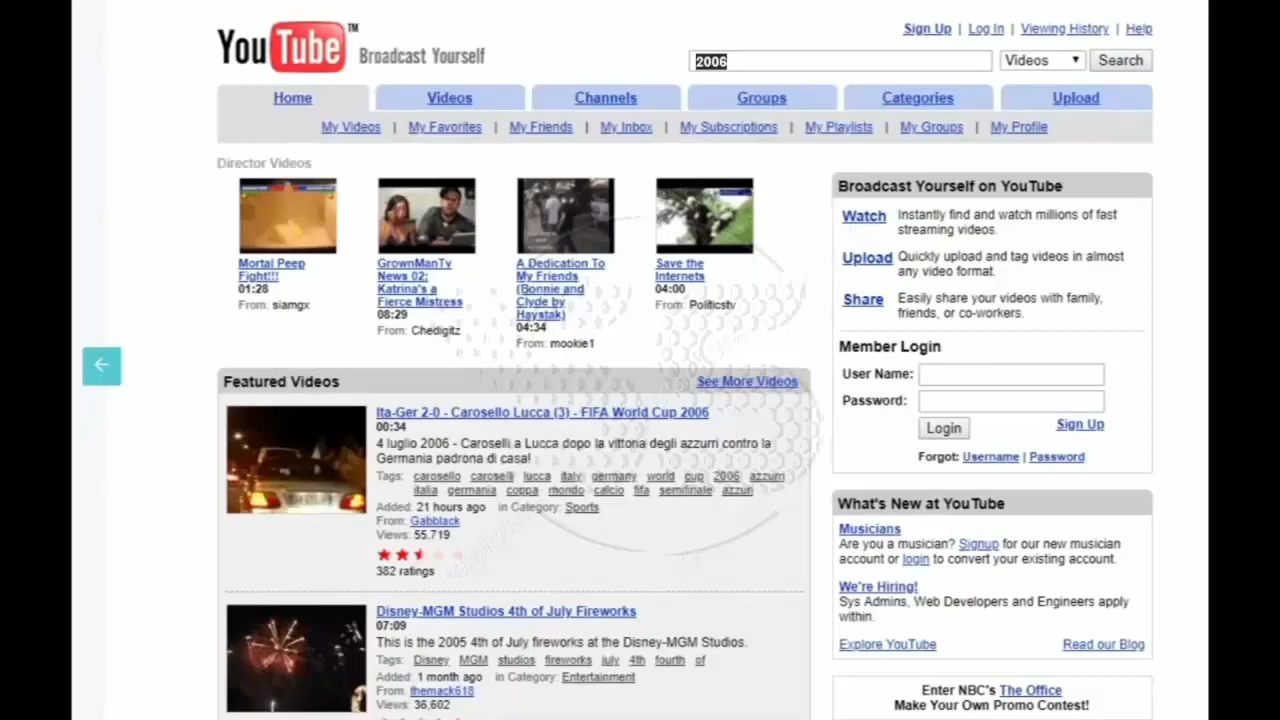 YouTube™
Broadcast Yourself
Sign Up | Log In | Viewing History | Help
2006 Videos ▼ Search
Home Videos Channels Groups Categories Upload
My Videos | My Favorites | My Friends | My Inbox | My Subscriptions | My Playlists | My Groups | My Profile
Director Videos
Mortal Peep
Fight!!!
01:28
From: siamgx
GrownManTv
News 02:
Katrina's a
Fierce Mistress
08:29
From: Chedigitz
A Dedication To
My Friends
(Bonnie and
Clyde by
Haystak)
04:34
From: mookie1
Save the
Internets
04:00
From: Politicstv
Broadcast Yourself on YouTube
Watch Instantly find and watch millions of fast
streaming videos.
Upload Quickly upload and tag videos in almost
any video format.
Share Easily share your videos with family,
friends, or co-workers.
Member Login
User Name:
Password:
Login Sign Up
Forgot: Username | Password
Featured Videos See More Videos
Ita-Ger 2-0 - Carosello Lucca (3) - FIFA World Cup 2006
00:34
4 luglio 2006 - Caroselli a Lucca dopo la vittoria degli azzurri contro la
Germania padrona di casa!
Tags: carosello caroselli lucca italy germany world cup 2006 azzurri
italia germania coppa mondo calcio fifa semifinale azzuri
Added: 21 hours ago in Category: Sports
From: Gabblack
Views: 55,719
382 ratings
Disney-MGM Studios 4th of July Fireworks
07:09
This is the 2005 4th of July fireworks at the Disney-MGM Studios.
Tags: Disney MGM studios fireworks july 4th fourth of
Added: 1 month ago in Category: Entertainment
From: themack618
Views: 36,602
What's New at YouTube
Musicians
Are you a musician? Signup for our new musician
account or login to convert your existing account.
We're Hiring!
Sys Admins, Web Developers and Engineers apply
within.
Explore YouTube Read our Blog
Enter NBC's The Office
Make Your Own Promo Contest!